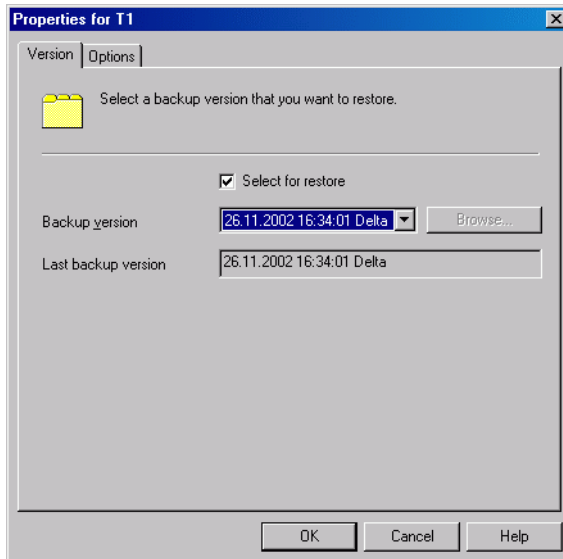 Properties for T1
Version
Options
Select a backup version that you want to restore.
Select for restore
Backup version
26.11.2002 16:34:01 Delta
Browse...
Last backup version
26.11.2002 16:34:01 Delta
OK
Cancel
Help